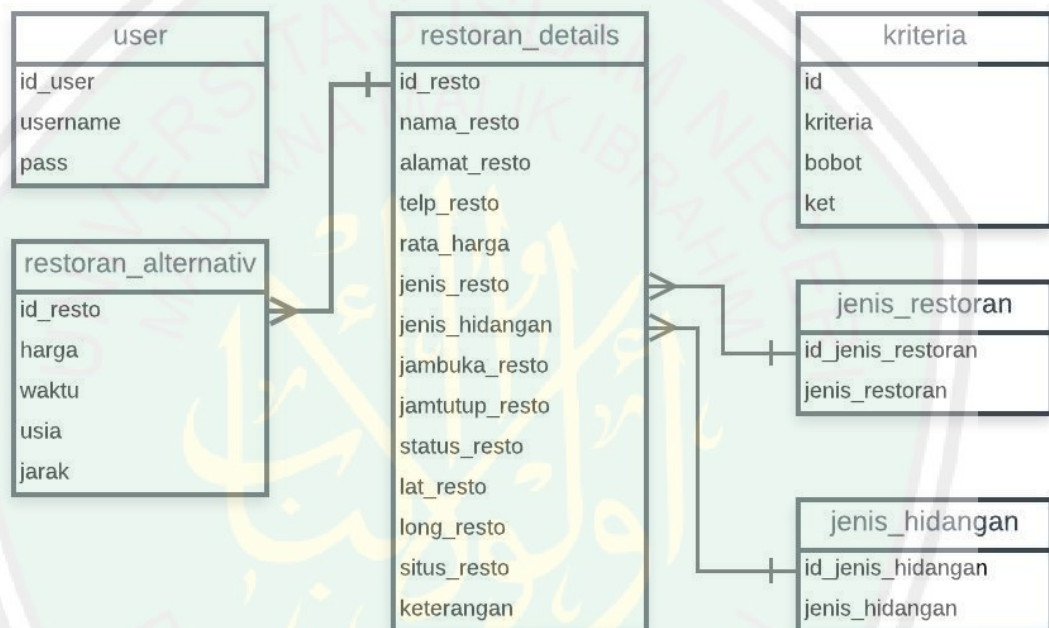 user
id_user
username
pass
restoran_alternativ
id_resto
harga
waktu
usia
jarak
restoran_details
id_resto
nama_resto
alamat_resto
telp_resto
rata_harga
jenis_resto
jenis_hidangan
jambuka_resto
jamtutup_resto
status_resto
lat_resto
long_resto
situs_resto
keterangan
kriteria
id
kriteria
bobot
ket
jenis_restoran
id_jenis_restoran
jenis_restoran
jenis_hidangan
id_jenis_hidangan
jenis_hidangan